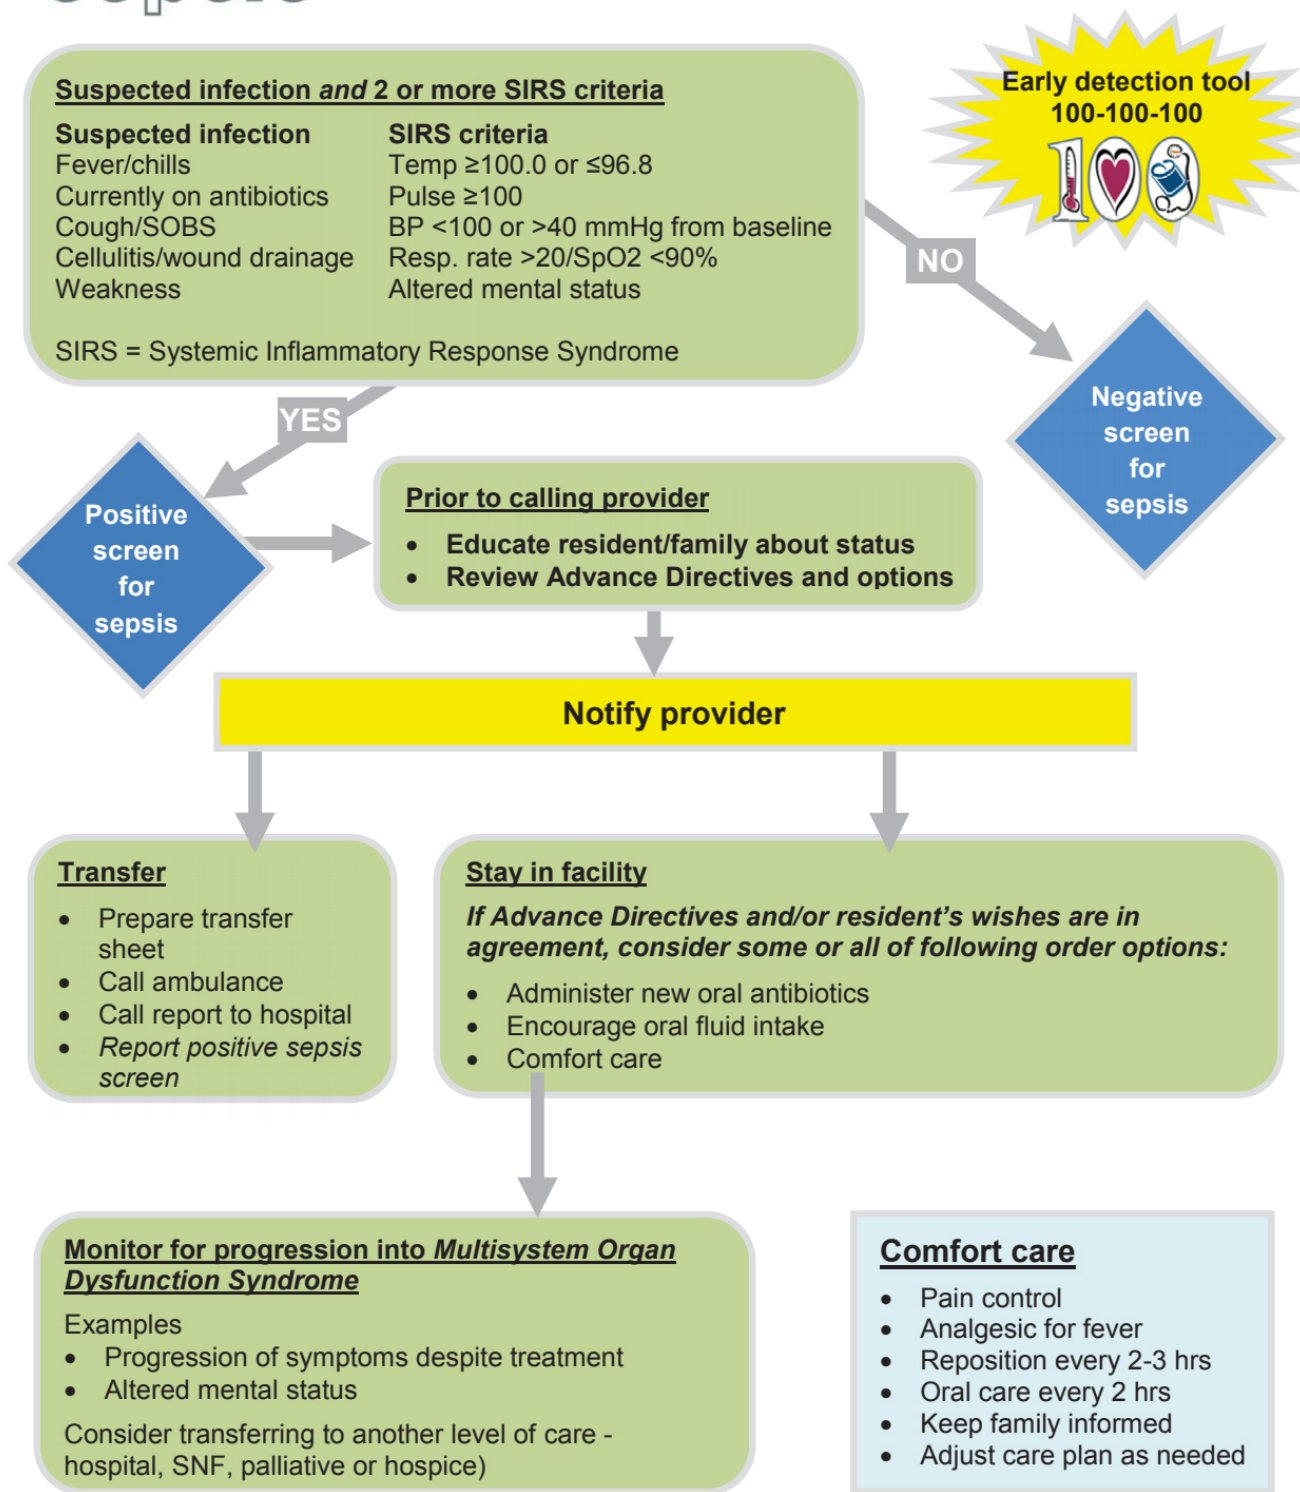 Suspected infection and 2 or more SIRS criteria
Suspected infection SIRS criteria
Fever/chills Temp ≥100.0 or ≤96.8
Currently on antibiotics Pulse ≥100
Cough/SOBS BP <100 or >40 mmHg from baseline
Cellulitis/wound drainage Resp. rate >20/SpO2 <90%
Weakness Altered mental status
SIRS = Systemic Inflammatory Response Syndrome
Early detection tool
100-100-100
100
NO
Negative
screen
for
sepsis
YES
Positive
screen
for
sepsis
Prior to calling provider
• Educate resident/family about status
• Review Advance Directives and options
Notify provider
Transfer
• Prepare transfer
sheet
• Call ambulance
• Call report to hospital
• Report positive sepsis
screen
Stay in facility
If Advance Directives and/or resident's wishes are in
agreement, consider some or all of following order options:
• Administer new oral antibiotics
• Encourage oral fluid intake
• Comfort care
Monitor for progression into Multisystem Organ
Dysfunction Syndrome
Examples
• Progression of symptoms despite treatment
• Altered mental status
Consider transferring to another level of care -
hospital, SNF, palliative or hospice)
Comfort care
• Pain control
• Analgesic for fever
• Reposition every 2-3 hrs
• Oral care every 2 hrs
• Keep family informed
• Adjust care plan as needed